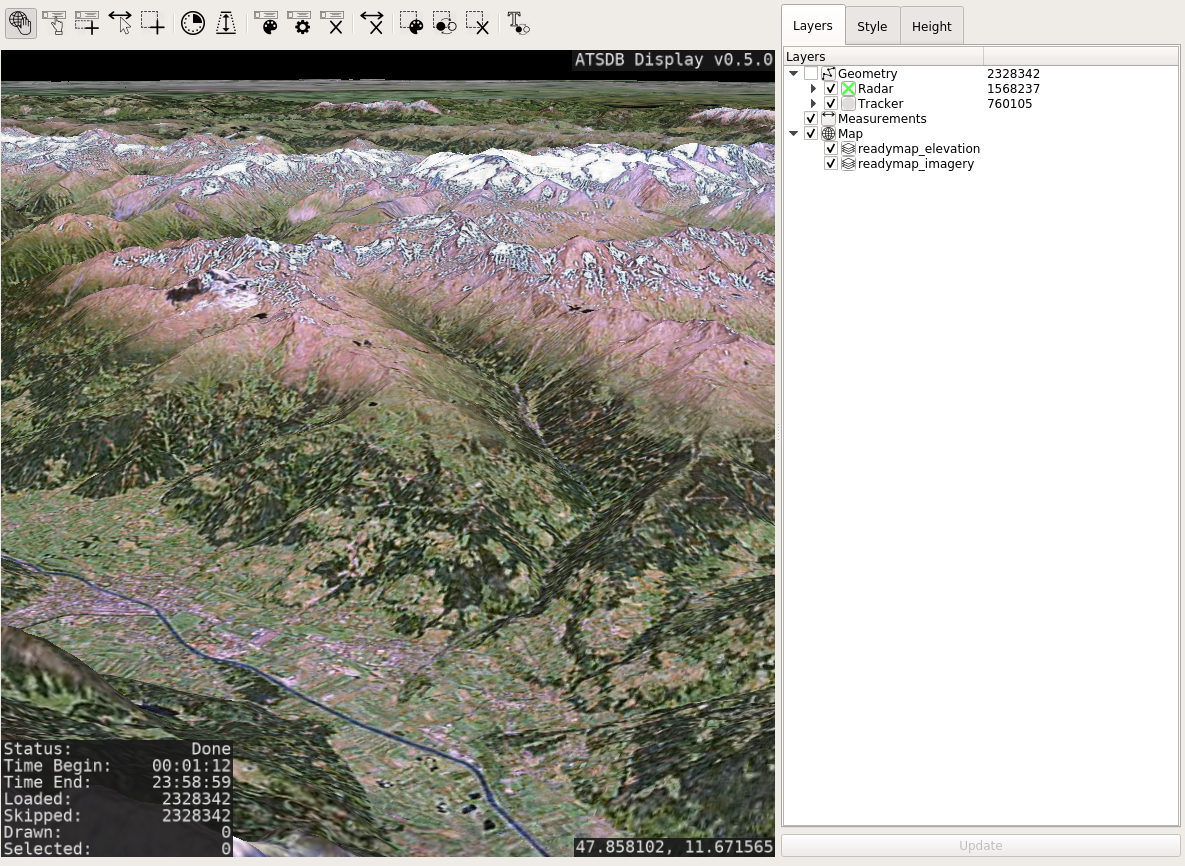 ATSDB Display v0.5.0
Status: Done
Time Begin: 00:01:12
Time End: 23:58:59
Loaded: 2328342
Skipped: 2328342
Drawn: 0
Selected: 0
47.858102, 11.671565
Layers Style Height
Layers
Geometry 2328342
Radar 1568237
Tracker 760105
Measurements
Map
readymap_elevation
readymap_imagery
Update